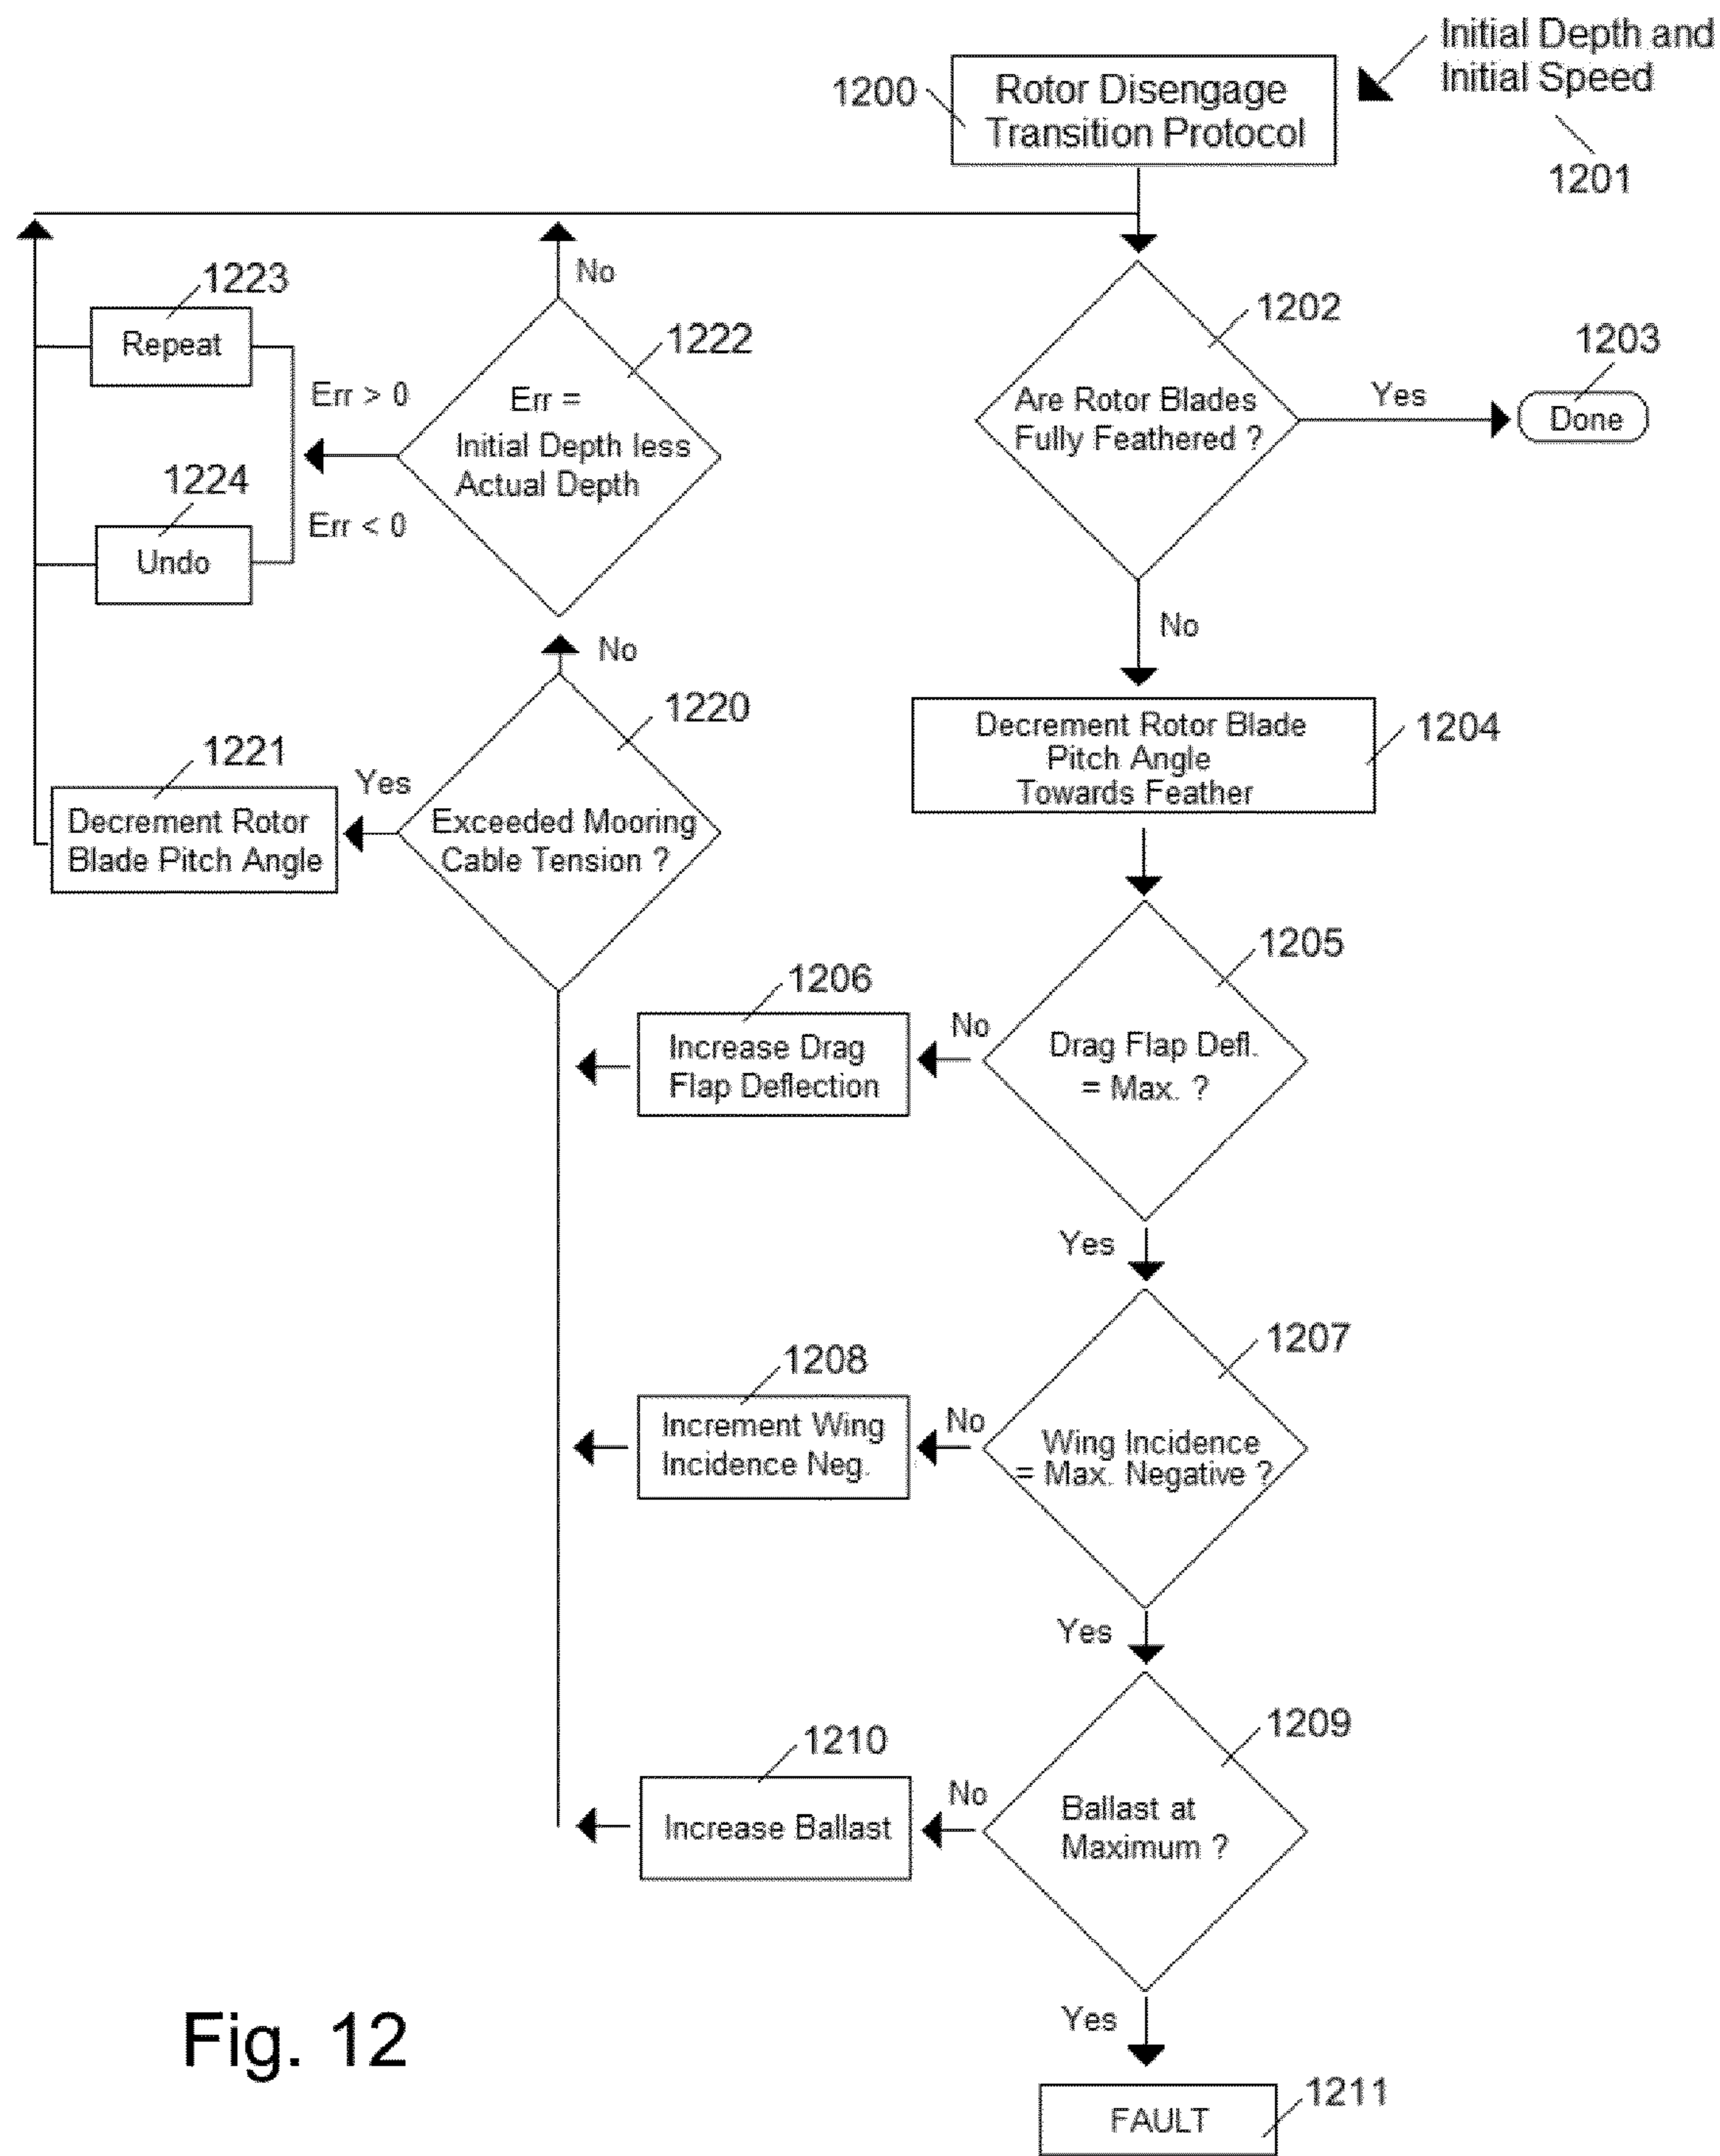 Initial Depth and
Initial Speed
1201
1200
Rotor Disengage
Transition Protocol
No
1223
Repeat
1222
1202
1203
Err > 0
Err =
Initial Depth less
Actual Depth
Are Rotor Blades
Fully Feathered ?
Yes
Done
1224
Err < 0
Undo
No
No
1220
1221
Yes
Decrement Rotor
Blade Pitch Angle
Exceeded Mooring
Cable Tension ?
Decrement Rotor Blade
Pitch Angle
Towards Feather
1204
1205
1206
No
Increase Drag
Flap Deflection
Drag Flap Defl.
= Max. ?
Yes
1207
1208
No
Increment Wing
Incidence Neg.
Wing Incidence
= Max. Negative ?
Yes
1209
1210
No
Increase Ballast
Ballast at
Maximum ?
Yes
Fig. 12
1211
FAULT